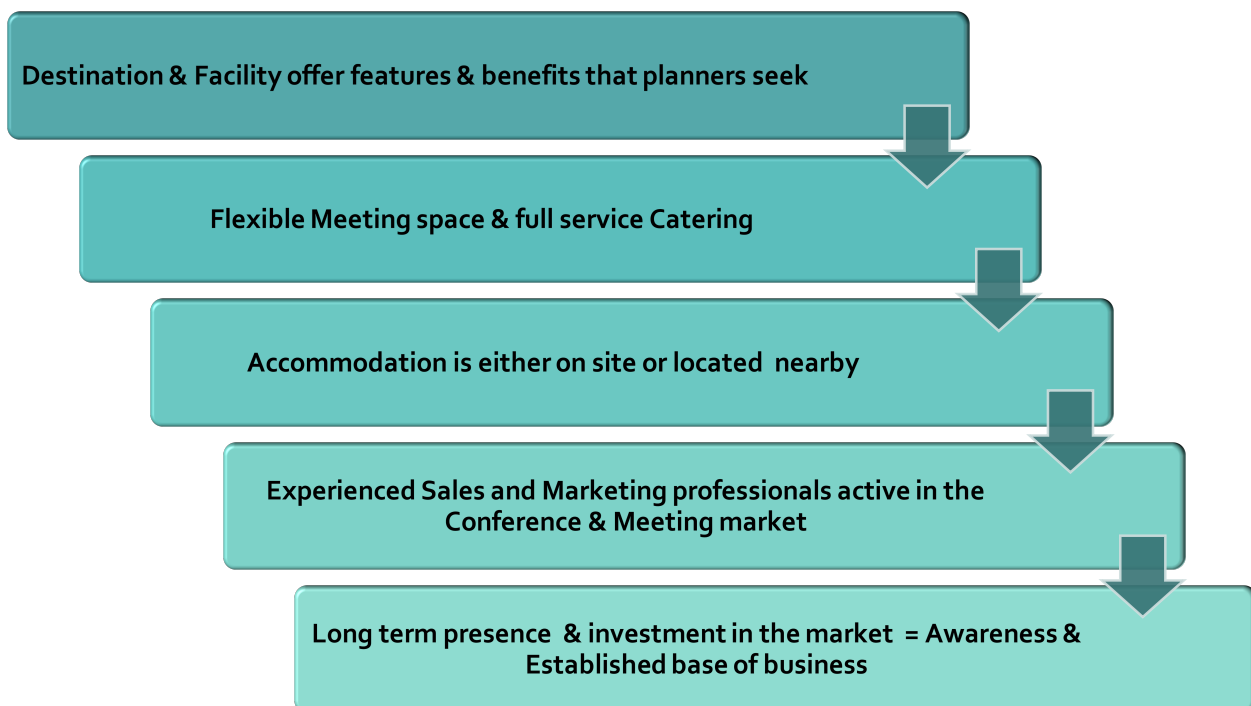 Destination & Facility offer features & benefits that planners seek
Flexible Meeting space & full service Catering
Accommodation is either on site or located  nearby
Experienced Sales and Marketing professionals active in the
Conference & Meeting market
Long term presence  & investment in the market  = Awareness &
Established base of business